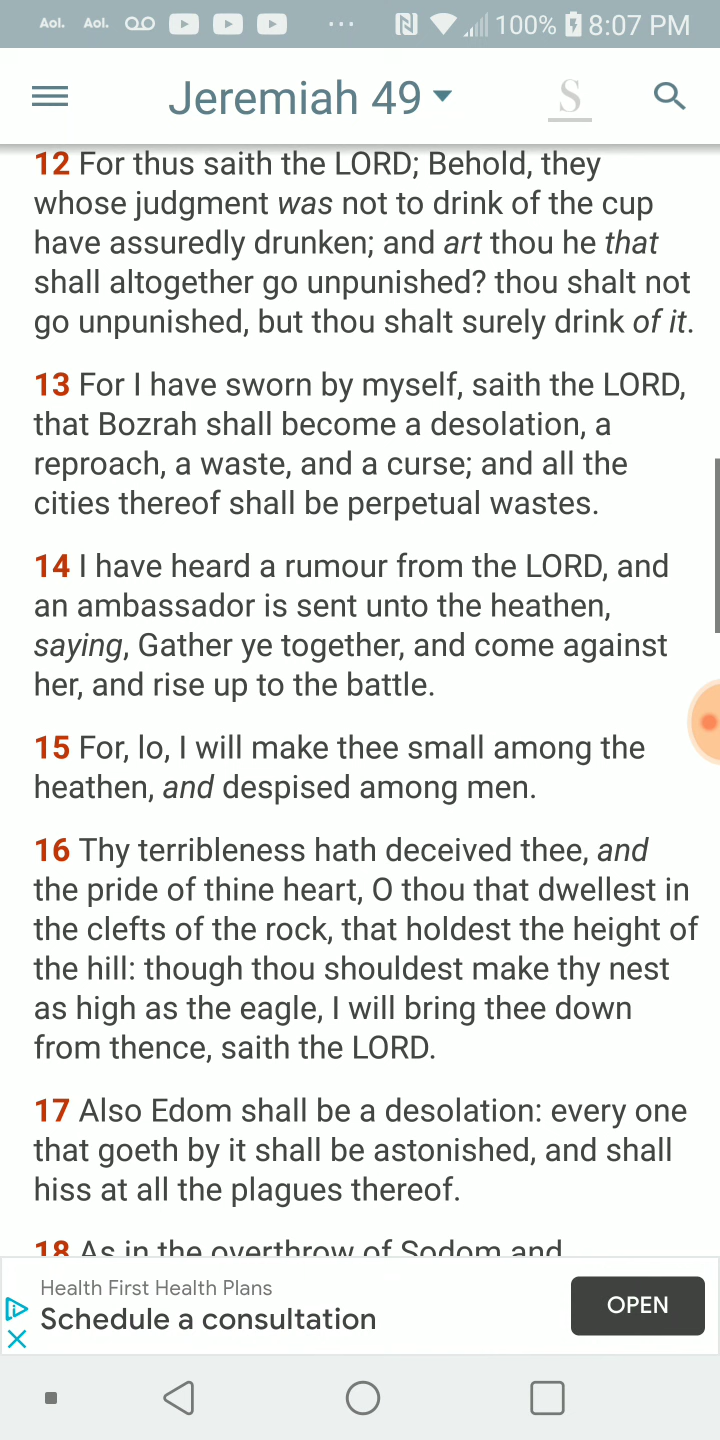 Aol. Aol. ... 100% 8:07 PM
Jeremiah 49 S
12 For thus saith the LORD; Behold, they
whose judgment was not to drink of the cup
have assuredly drunken; and art thou he that
shall altogether go unpunished? thou shalt not
go unpunished, but thou shalt surely drink of it.
13 For I have sworn by myself, saith the LORD,
that Bozrah shall become a desolation, a
reproach, a waste, and a curse; and all the
cities thereof shall be perpetual wastes.
14 I have heard a rumour from the LORD, and
an ambassador is sent unto the heathen,
saying, Gather ye together, and come against
her, and rise up to the battle.
15 For, lo, I will make thee small among the
heathen, and despised among men.
16 Thy terribleness hath deceived thee, and
the pride of thine heart, O thou that dwellest in
the clefts of the rock, that holdest the height of
the hill: though thou shouldest make thy nest
as high as the eagle, I will bring thee down
from thence, saith the LORD.
17 Also Edom shall be a desolation: every one
that goeth by it shall be astonished, and shall
hiss at all the plagues thereof.
18 As in the overthrow of Sodom and
Health First Health Plans
Schedule a consultation
OPEN